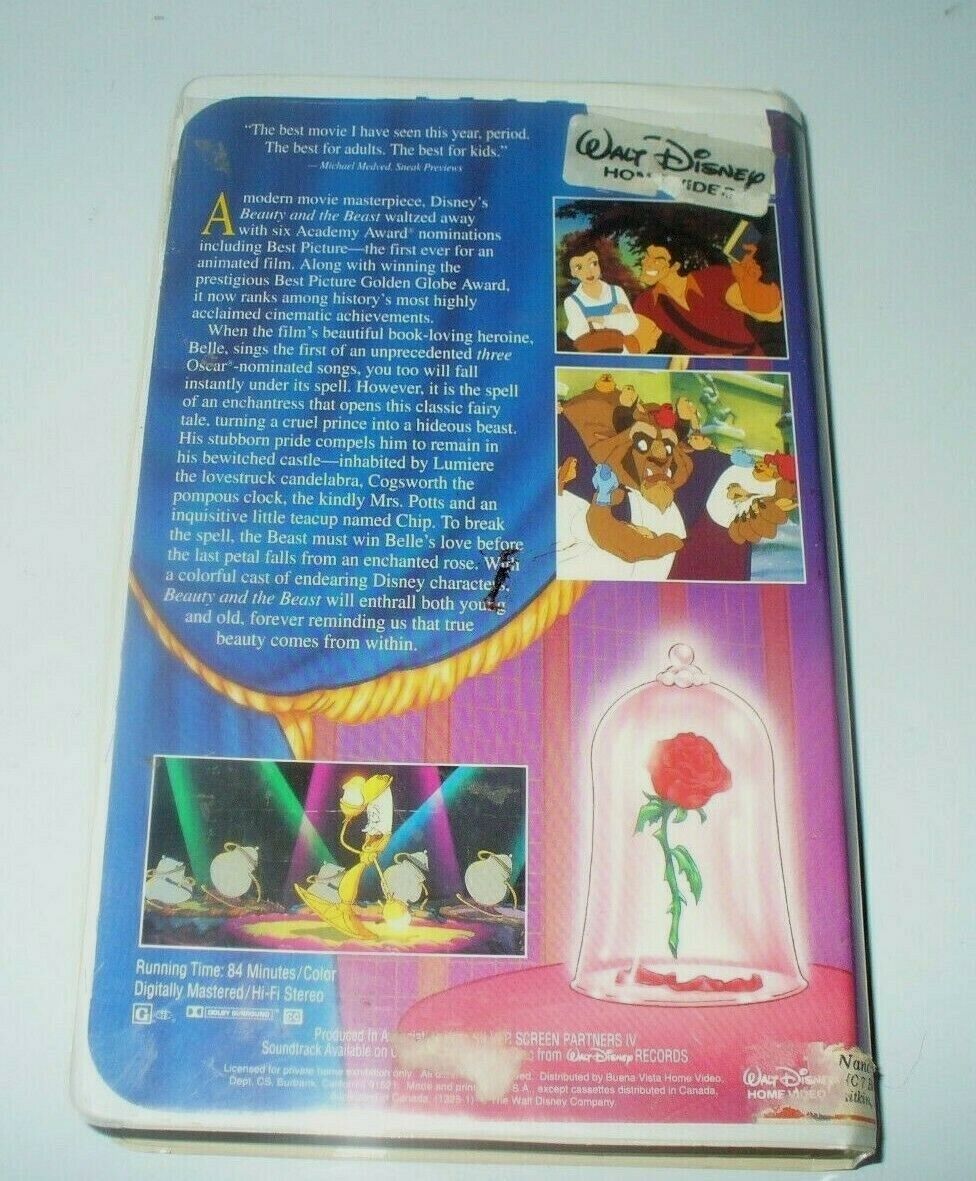 “The best movie I have seen this year, period.
The best for adults. The best for kids.”
— Michael Medved, Sneak Previews
WALT DISNEY
HOME VIDEO
A modern movie masterpiece, Disney’s
Beauty and the Beast waltzed away
with six Academy Award® nominations
including Best Picture—the first ever for an
animated film. Along with winning the
prestigious Best Picture Golden Globe Award,
it now ranks among history’s most highly
acclaimed cinematic achievements.
When the film’s beautiful book-loving heroine,
Belle, sings the first of an unprecedented three
Oscar®-nominated songs, you too will fall
instantly under its spell. However, it is the spell
of an enchantress that opens this classic fairy
tale, turning a cruel prince into a hideous beast.
His stubborn pride compels him to remain in
his bewitched castle—inhabited by Lumiere
the lovestruck candelabra, Cogsworth the
pompous clock, the kindly Mrs. Potts and an
inquisitive little teacup named Chip. To break
the spell, the Beast must win Belle’s love before
the last petal falls from an enchanted rose. With
a colorful cast of endearing Disney characters,
Beauty and the Beast will enthrall both young
and old, forever reminding us that true
beauty comes from within.
Running Time: 84 Minutes/Color
Digitally Mastered/Hi-Fi Stereo
G DOLBY SURROUND CC
Produced In SCREEN PARTNERS IV
Soundtrack Available on from Walt Disney RECORDS
Licensed for private home exhibition only. All Distributed by Buena Vista Home Video,
Dept. CS, Burbank, California 91521. Made and printed U.S.A., except cassettes distributed in Canada,
in Canada. (1325-1) © The Walt Disney Company.
WALT DISNEY
HOME VIDEO